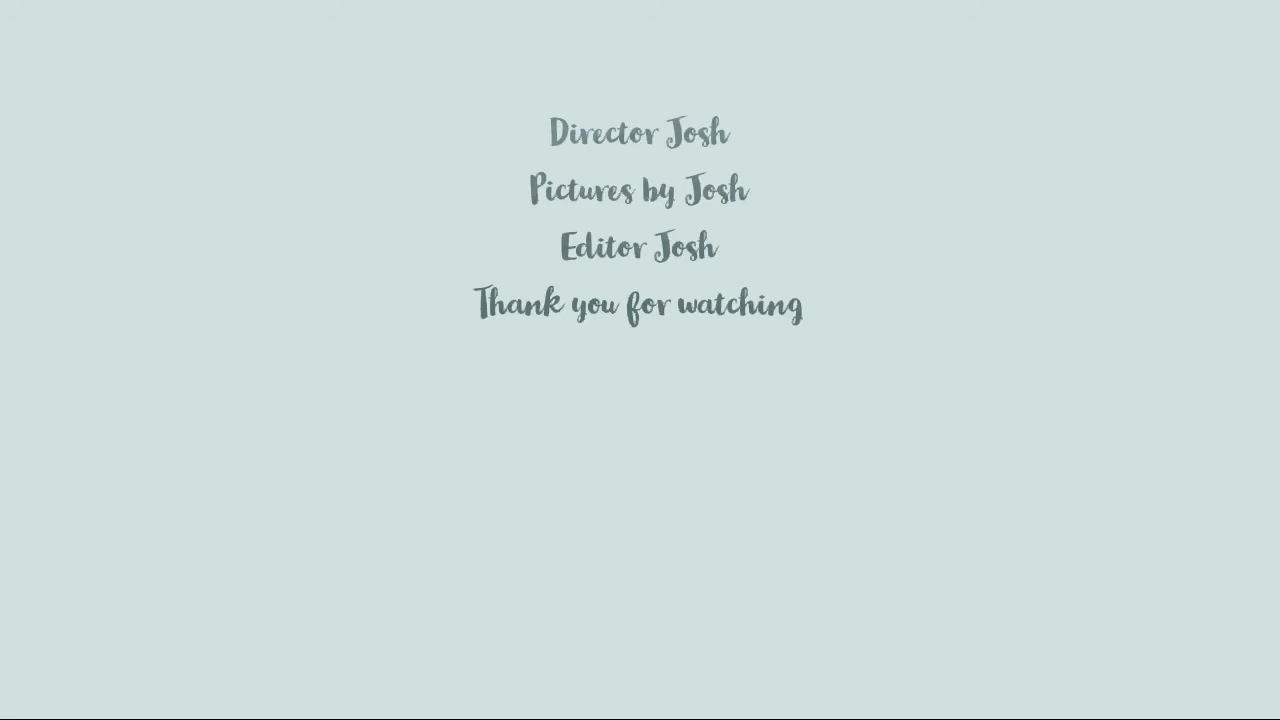 Director Josh
Pictures by Josh
Editor Josh
Thank you for watching